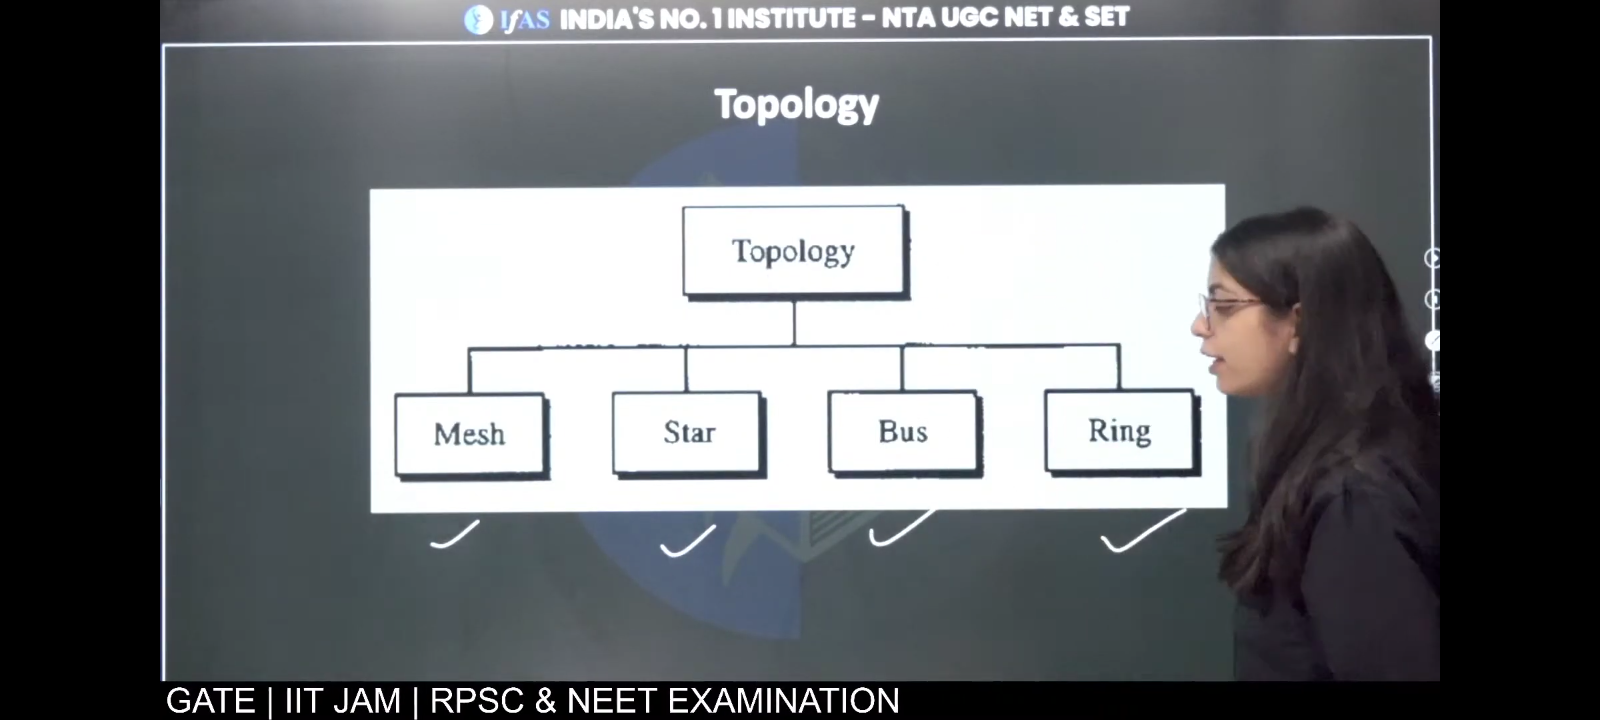 IfAS INDIA'S NO. 1 INSTITUTE – NTA UGC NET & SET
Topology
Topology
Mesh Star Bus Ring
GATE | IIT JAM | RPSC & NEET EXAMINATION